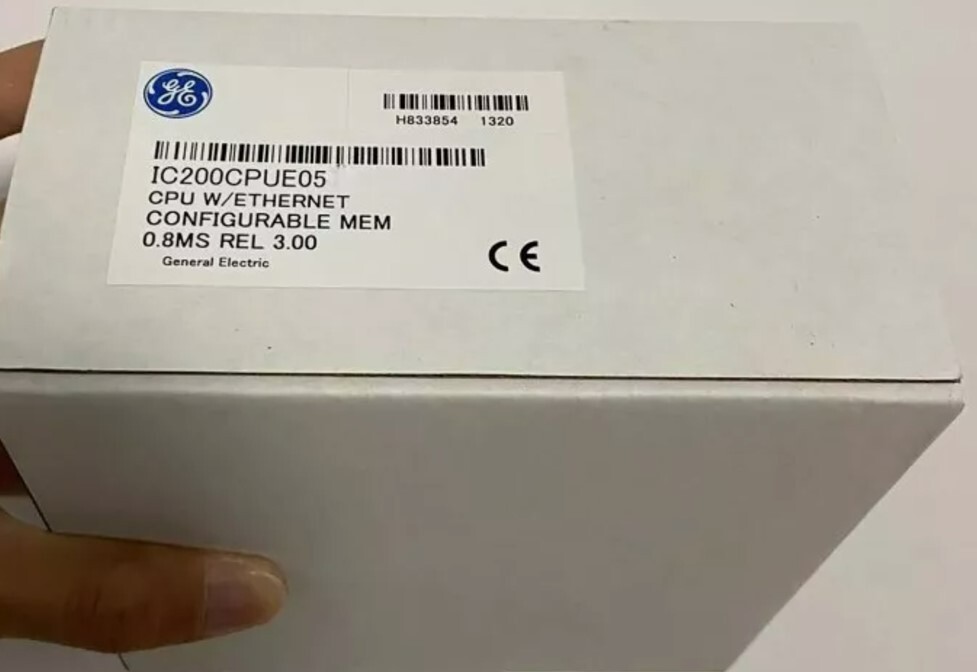 GE
H833854 1320
IC200CPUE05
CPU W/ETHERNET
CONFIGURABLE MEM
0.8MS REL 3.00
General Electric
CE